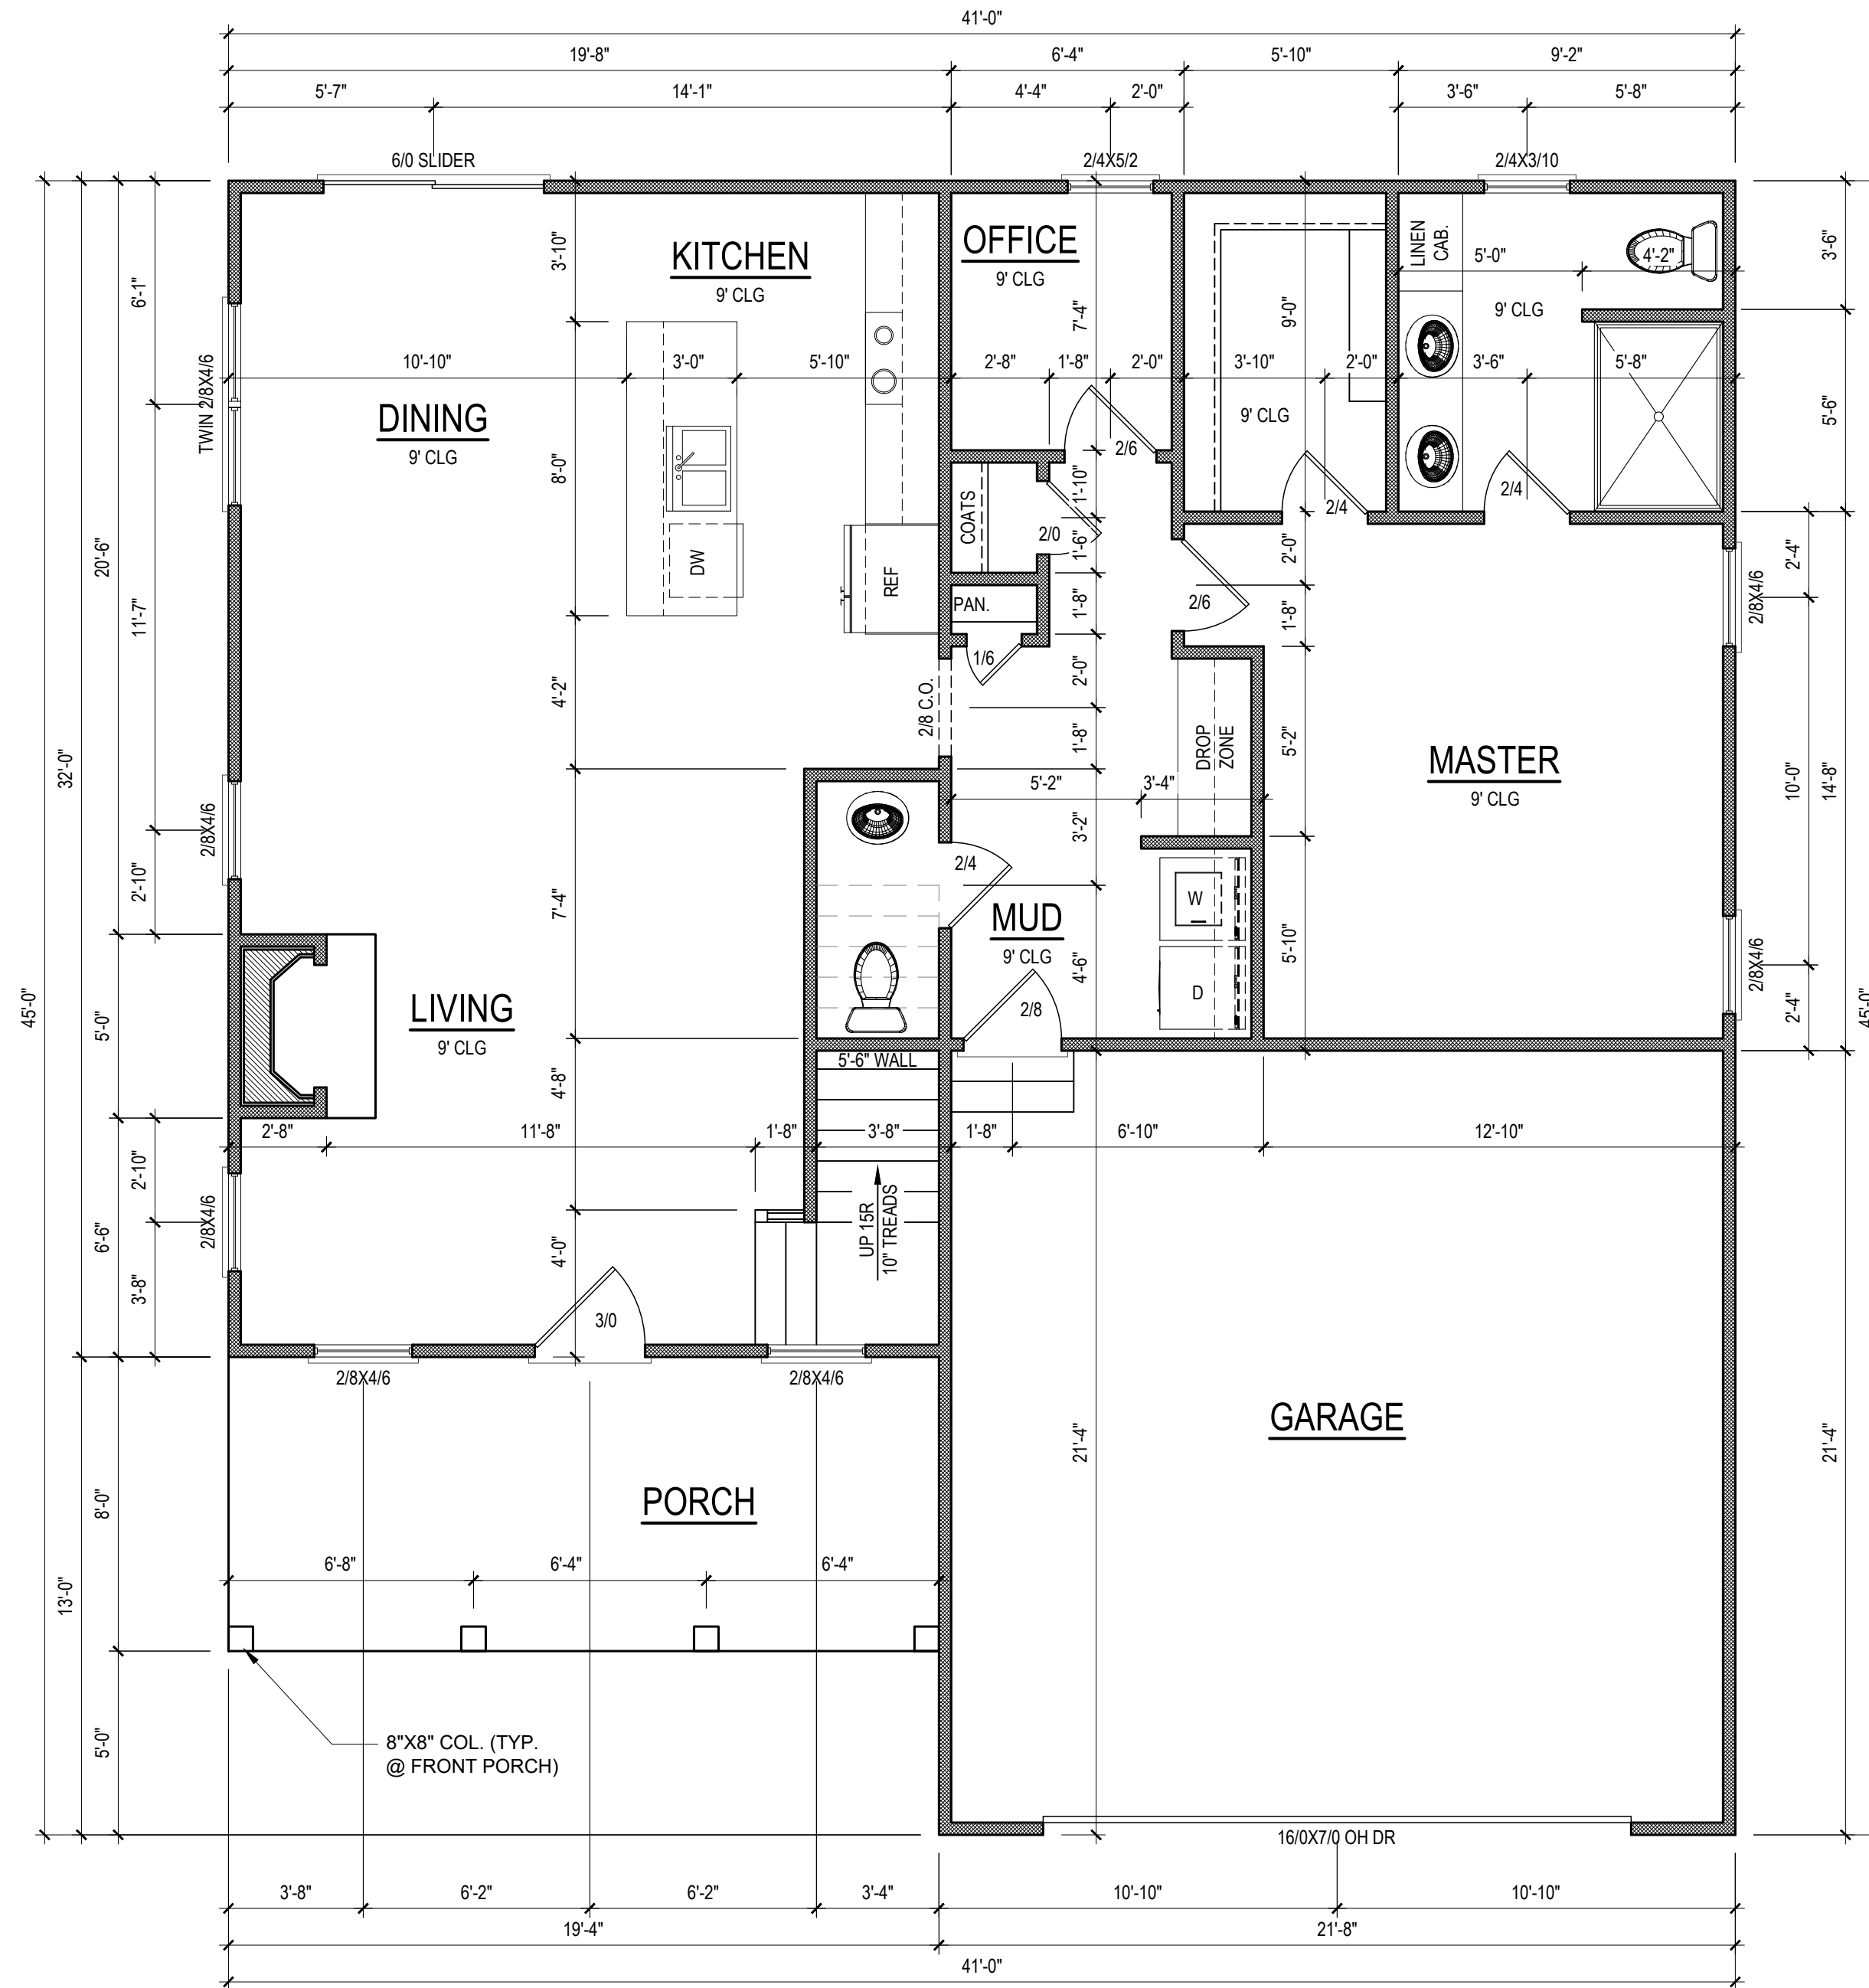 41'-0"
19'-8" 6'-4" 5'-10" 9'-2"
5'-7" 14'-1" 4'-4" 2'-0" 3'-6" 5'-8"
6/0 SLIDER 2/4X5/2 2/4X3/10
KITCHEN
9' CLG
OFFICE
9' CLG
LINEN
CAB.
5'-0" 4'-2"
9' CLG
3'-6"
3'-10"
6'-1"
7'-4"
9'-0"
TWIN 2/8X4/6
10'-10" 3'-0" 5'-10" 2'-8" 1'-8" 2'-0" 3'-10" 2'-0" 3'-6" 5'-8"
DINING
9' CLG
9' CLG
5'-6"
8'-0"
2/6
2/4
2/4
COATS
1'-10"
2/0
1'-6"
20'-6"
11'-7"
DW
REF
PAN.
1'-8"
2'-0"
2/6
1'-8"
2'-4"
2/8X4/6
1/6
4'-2"
2/8 C.O.
2'-0"
1'-8"
DROP
ZONE
5'-2"
MASTER
9' CLG
10'-0"
14'-8"
32'-0"
5'-2" 3'-4"
2/8X4/6
2'-10"
3'-2"
2/4
7'-4"
MUD
9' CLG
W
D
4'-6"
2/8
5'-10"
2/8X4/6
2'-4"
45'-0"
45'-0"
LIVING
9' CLG
5'-0"
4'-8"
5'-6" WALL
2'-8" 11'-8" 1'-8" 3'-8" 1'-8" 6'-10" 12'-10"
2'-10"
2/8X4/6
6'-6"
3'-8"
UP 15R
10" TREADS
4'-0"
3/0
2/8X4/6 2/8X4/6
GARAGE
21'-4"
21'-4"
PORCH
8'-0"
13'-0"
6'-8" 6'-4" 6'-4"
5'-0"
8"X8" COL. (TYP.
@ FRONT PORCH)
16/0X7/0 OH DR
3'-8" 6'-2" 6'-2" 3'-4" 10'-10" 10'-10"
19'-4" 21'-8"
41'-0"